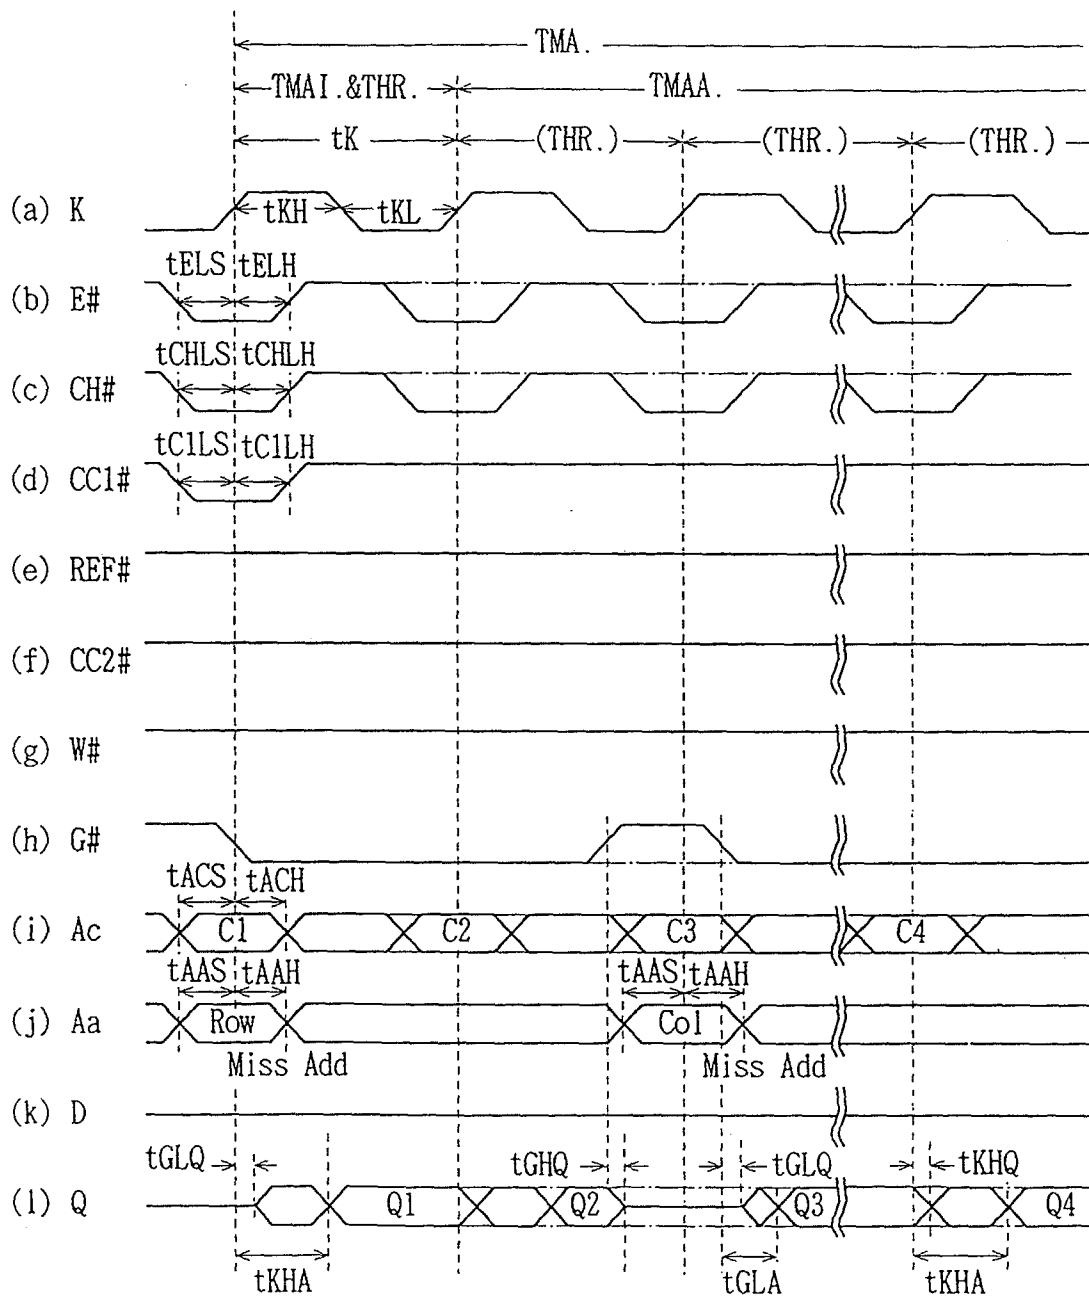 TMA.
TMAI.&THR. TMAA.
tK (THR.) (THR.) (THR.)
(a) K tKH tKL
tELS tELH
(b) E#
tCHLS tCHLH
(c) CH#
tC1LS tC1LH
(d) CC1#
(e) REF#
(f) CC2#
(g) W#
(h) G#
tACS tACH
(i) Ac C1 C2 C3 C4
tAAS tAAH tAAS tAAH
(j) Aa Row Col
Miss Add Miss Add
(k) D
tGLQ tGHQ tGLQ tKHQ
(l) Q Q1 Q2 Q3 Q4
tKHA tGLA tKHA